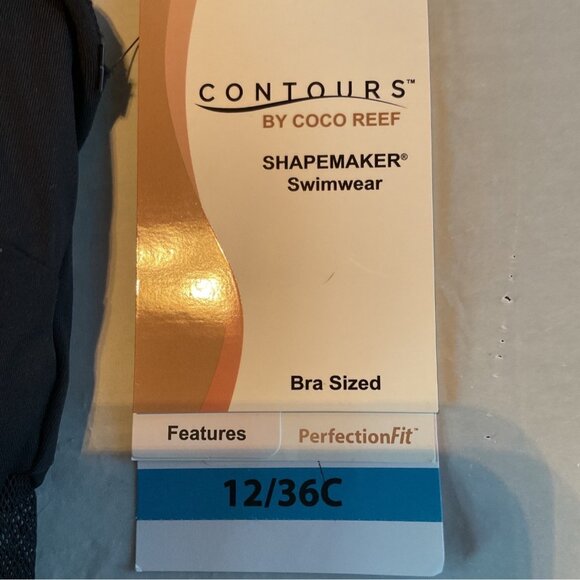 CONTOURS™
BY COCO REEF
SHAPEMAKER®
Swimwear
Bra Sized
Features PerfectionFit™
12/36C